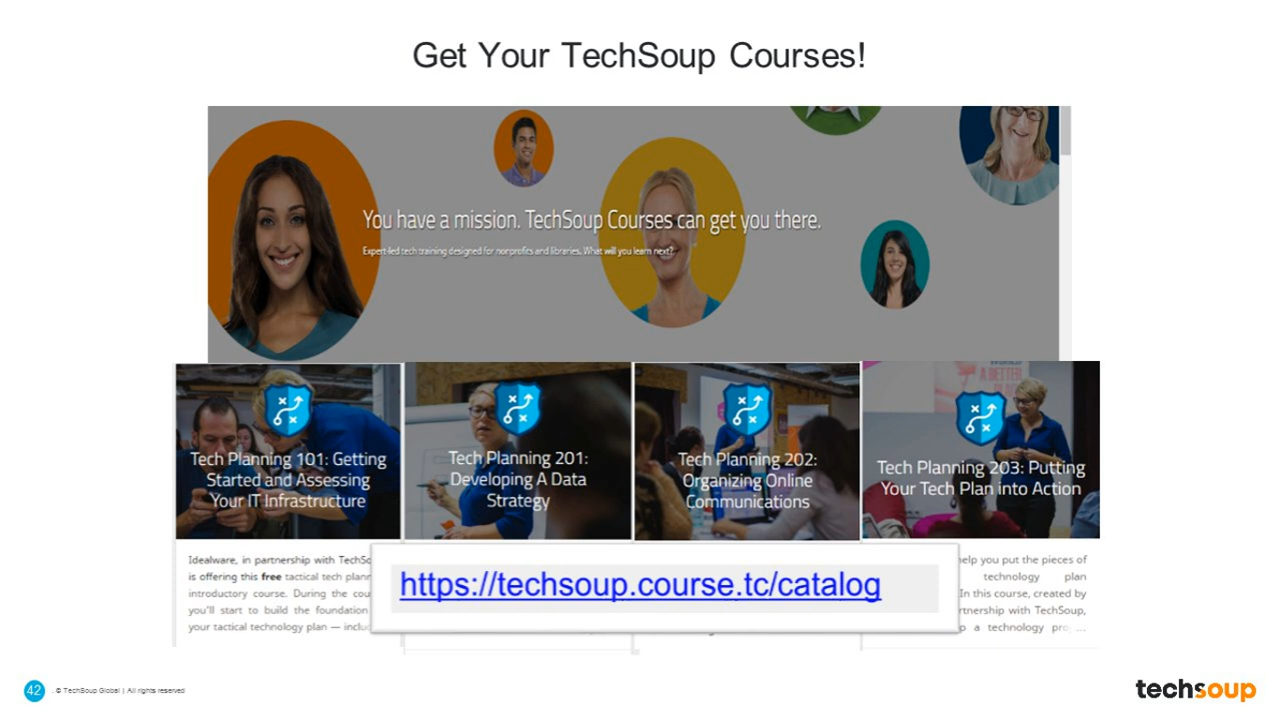 Get Your TechSoup Courses!
You have a mission. TechSoup Courses can get you there.
Expert-led tech training designed for nonprofits and libraries. What will you learn next?
A BETTER
Tech Planning 101: Getting
Started and Assessing
Your IT Infrastructure
Tech Planning 201:
Developing A Data
Strategy
Tech Planning 202:
Organizing Online
Communications
Tech Planning 203: Putting
Your Tech Plan into Action
Idealware, in partnership with TechSo
is offering this free tactical tech plann
introductory course. During the cou
you'll start to build the foundation
your tactical technology plan — inclu
https://techsoup.course.tc/catalog
help you put the pieces of
technology plan
In this course, created by
rtnership with TechSoup,
a technology pro ...
42 . © TechSoup Global | All rights reserved
techsoup